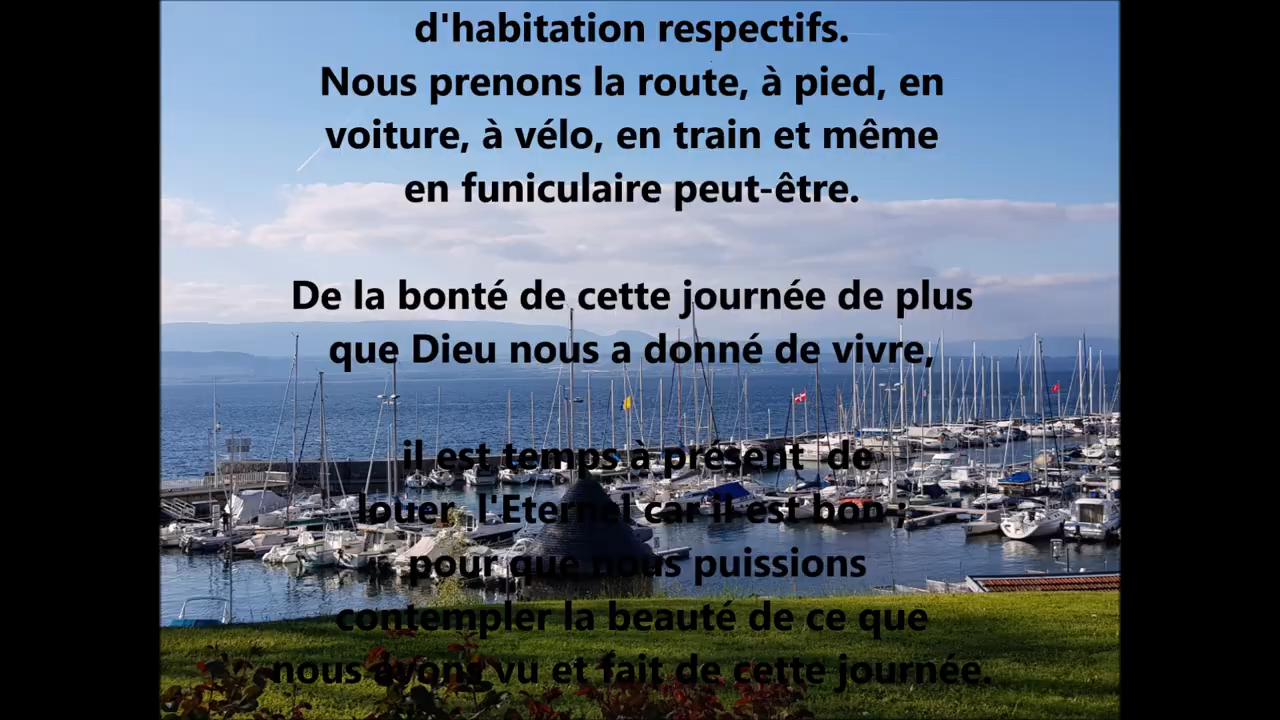 d'habitation respectifs.
Nous prenons la route, à pied, en
voiture, à vélo, en train et même
en funiculaire peut-être.
De la bonté de cette journée de plus
que Dieu nous a donné de vivre,
il est temps à présent de
louer l'Eternel car il est bon ;
pour que nous puissions
contempler la beauté de ce que
nous avons vu et fait de cette journée.